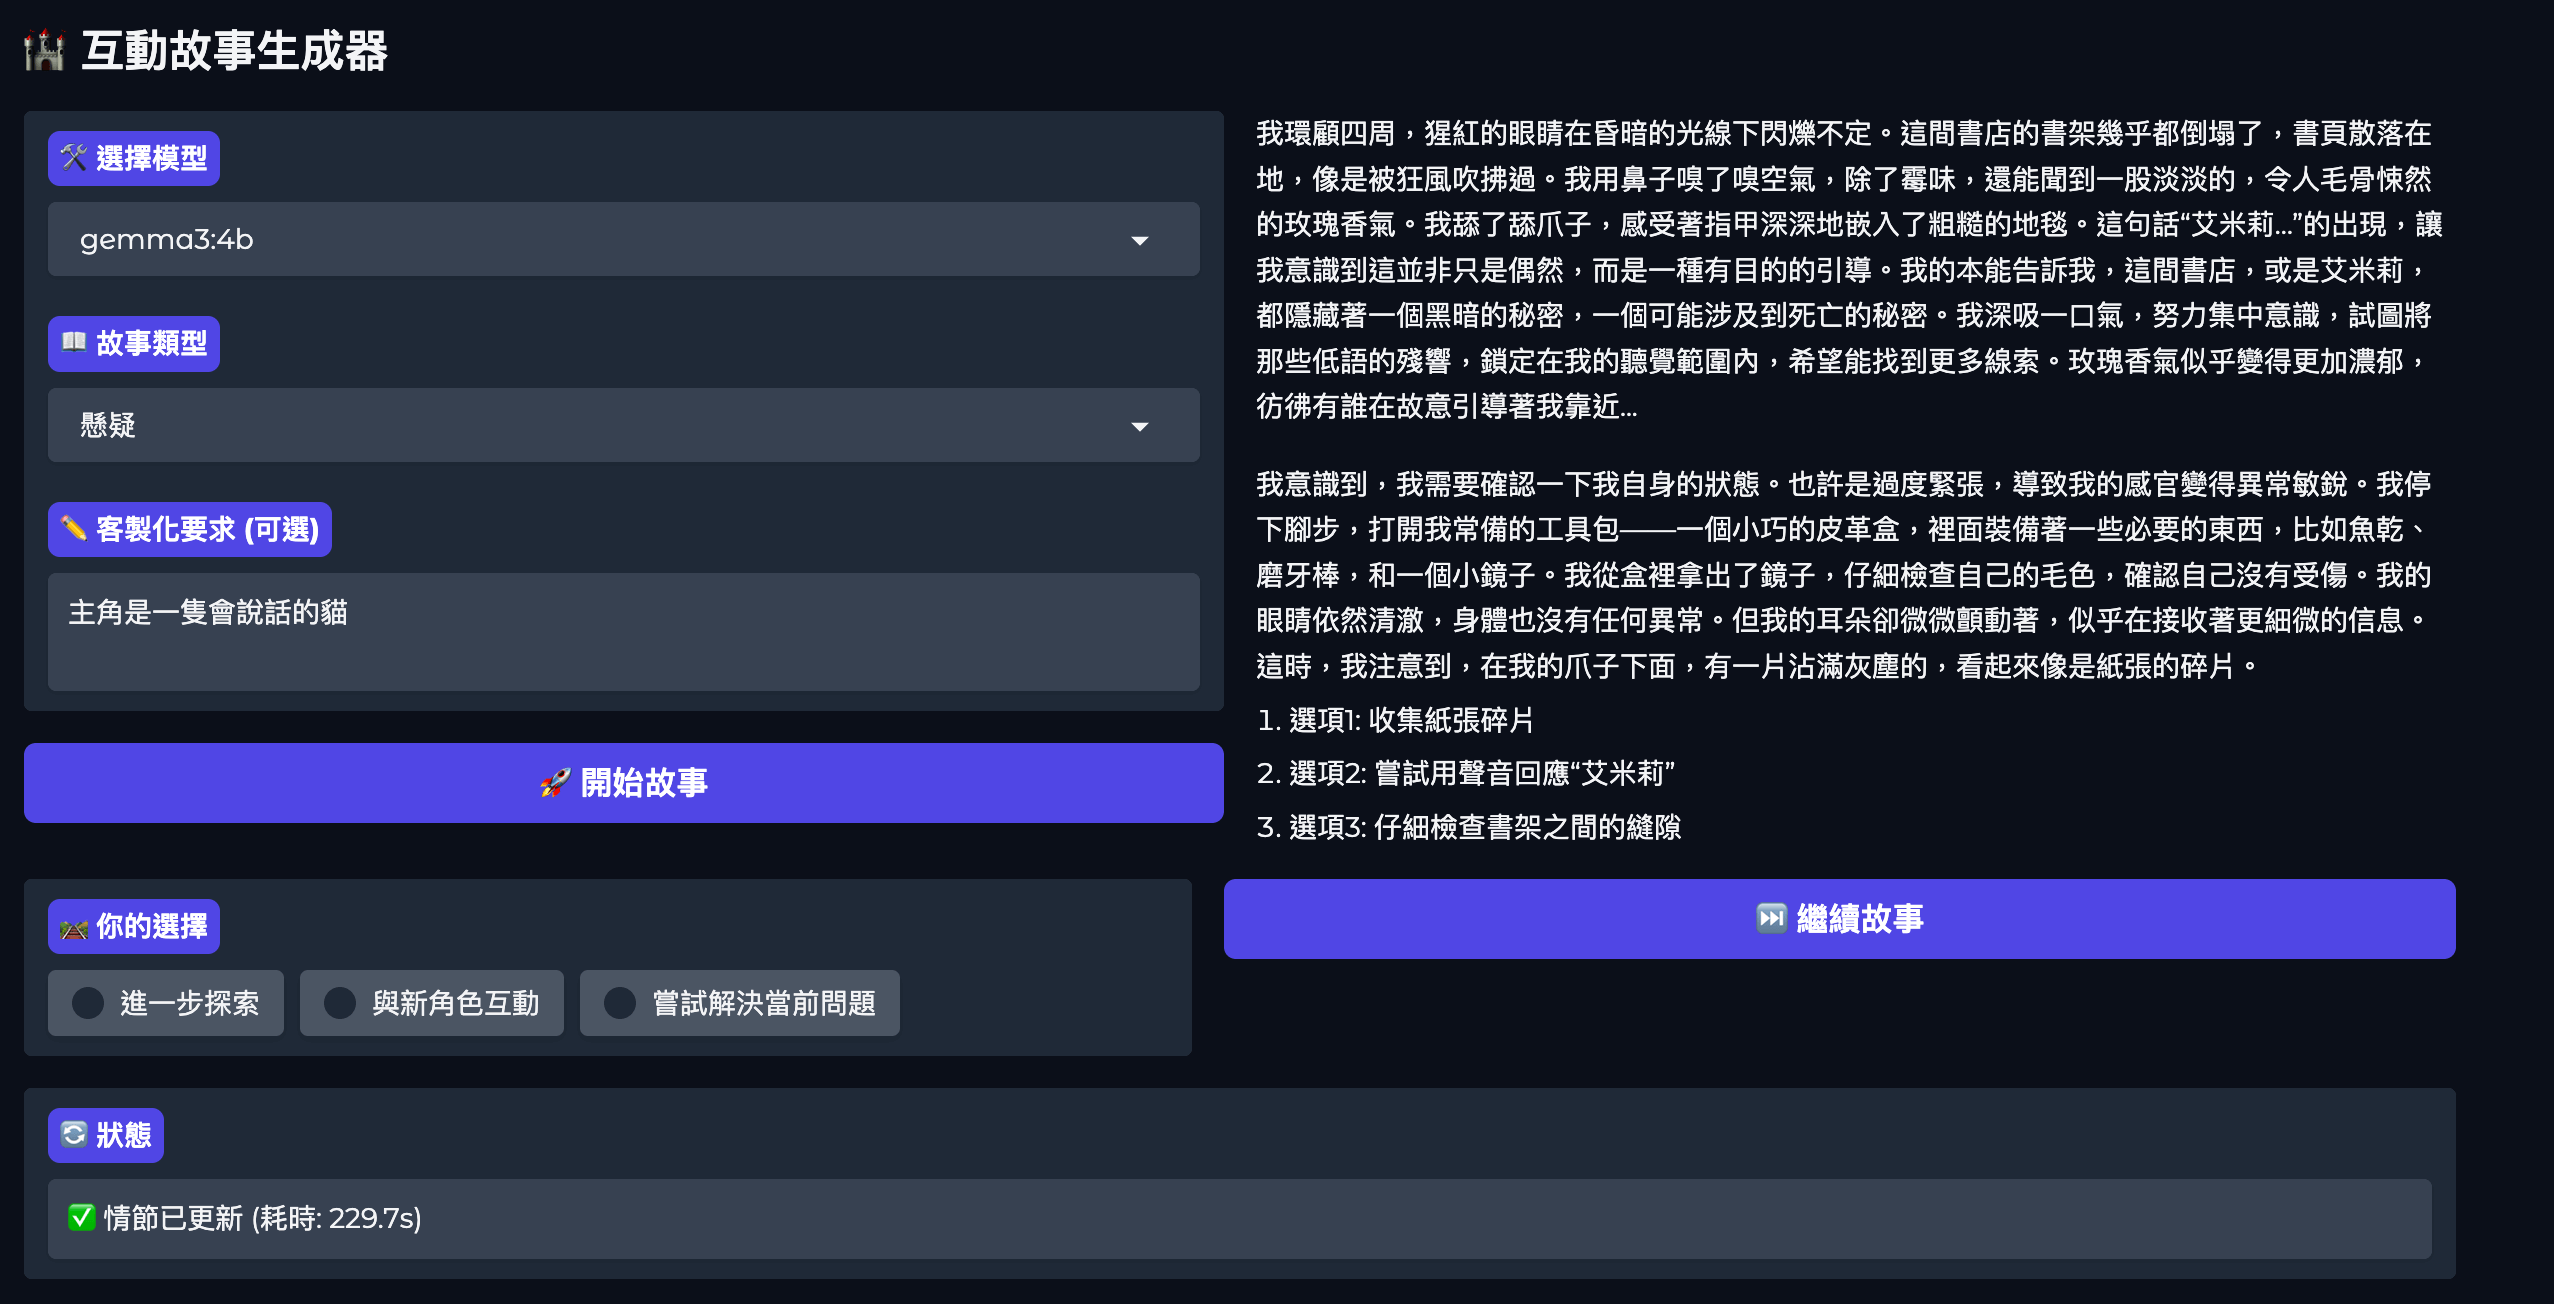 🏰 互動故事生成器
🛠️ 選擇模型
gemma3:4b
📖 故事類型
懸疑
✏️ 客製化要求 (可選)
主角是一隻會說話的貓
🚀 開始故事
我環顧四周，猩紅的眼睛在昏暗的光線下閃爍不定。這間書店的書架幾乎都倒塌了，書頁散落在
地，像是被狂風吹拂過。我用鼻子嗅了嗅空氣，除了霉味，還能聞到一股淡淡的，令人毛骨悚然
的玫瑰香氣。我舔了舔爪子，感受著指甲深深地嵌入了粗糙的地毯。這句話“艾米莉...”的出現，讓
我意識到這並非只是偶然，而是一種有目的的引導。我的本能告訴我，這間書店，或是艾米莉，
都隱藏著一個黑暗的秘密，一個可能涉及到死亡的秘密。我深吸一口氣，努力集中意識，試圖將
那些低語的殘響，鎖定在我的聽覺範圍內，希望能找到更多線索。玫瑰香氣似乎變得更加濃郁，
彷彿有誰在故意引導著我靠近...
我意識到，我需要確認一下我自身的狀態。也許是過度緊張，導致我的感官變得異常敏銳。我停
下腳步，打開我常備的工具包——一個小巧的皮革盒，裡面裝備著一些必要的東西，比如魚乾、
磨牙棒，和一個小鏡子。我從盒裡拿出了鏡子，仔細檢查自己的毛色，確認自己沒有受傷。我的
眼睛依然清澈，身體也沒有任何異常。但我的耳朵卻微微顫動著，似乎在接收著更細微的信息。
這時，我注意到，在我的爪子下面，有一片沾滿灰塵的，看起來像是紙張的碎片。
1. 選項1: 收集紙張碎片
2. 選項2: 嘗試用聲音回應“艾米莉”
3. 選項3: 仔細檢查書架之間的縫隙
🛤️ 你的選擇
進一步探索
與新角色互動
嘗試解決當前問題
⏭️ 繼續故事
🔄 狀態
✅ 情節已更新 (耗時: 229.7s)